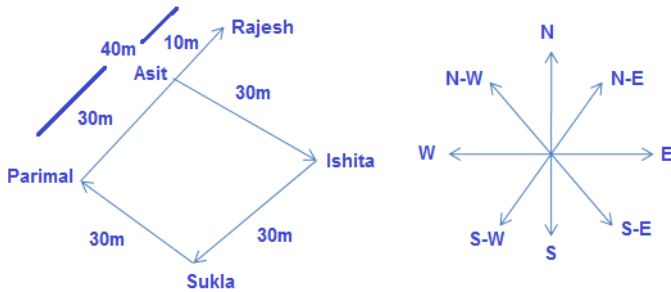 Rajesh
40m
10m
Asit
30m
30m
Parimal
Ishita
30m
30m
Sukla
N
N-W
N-E
W
E
S-W
S-E
S